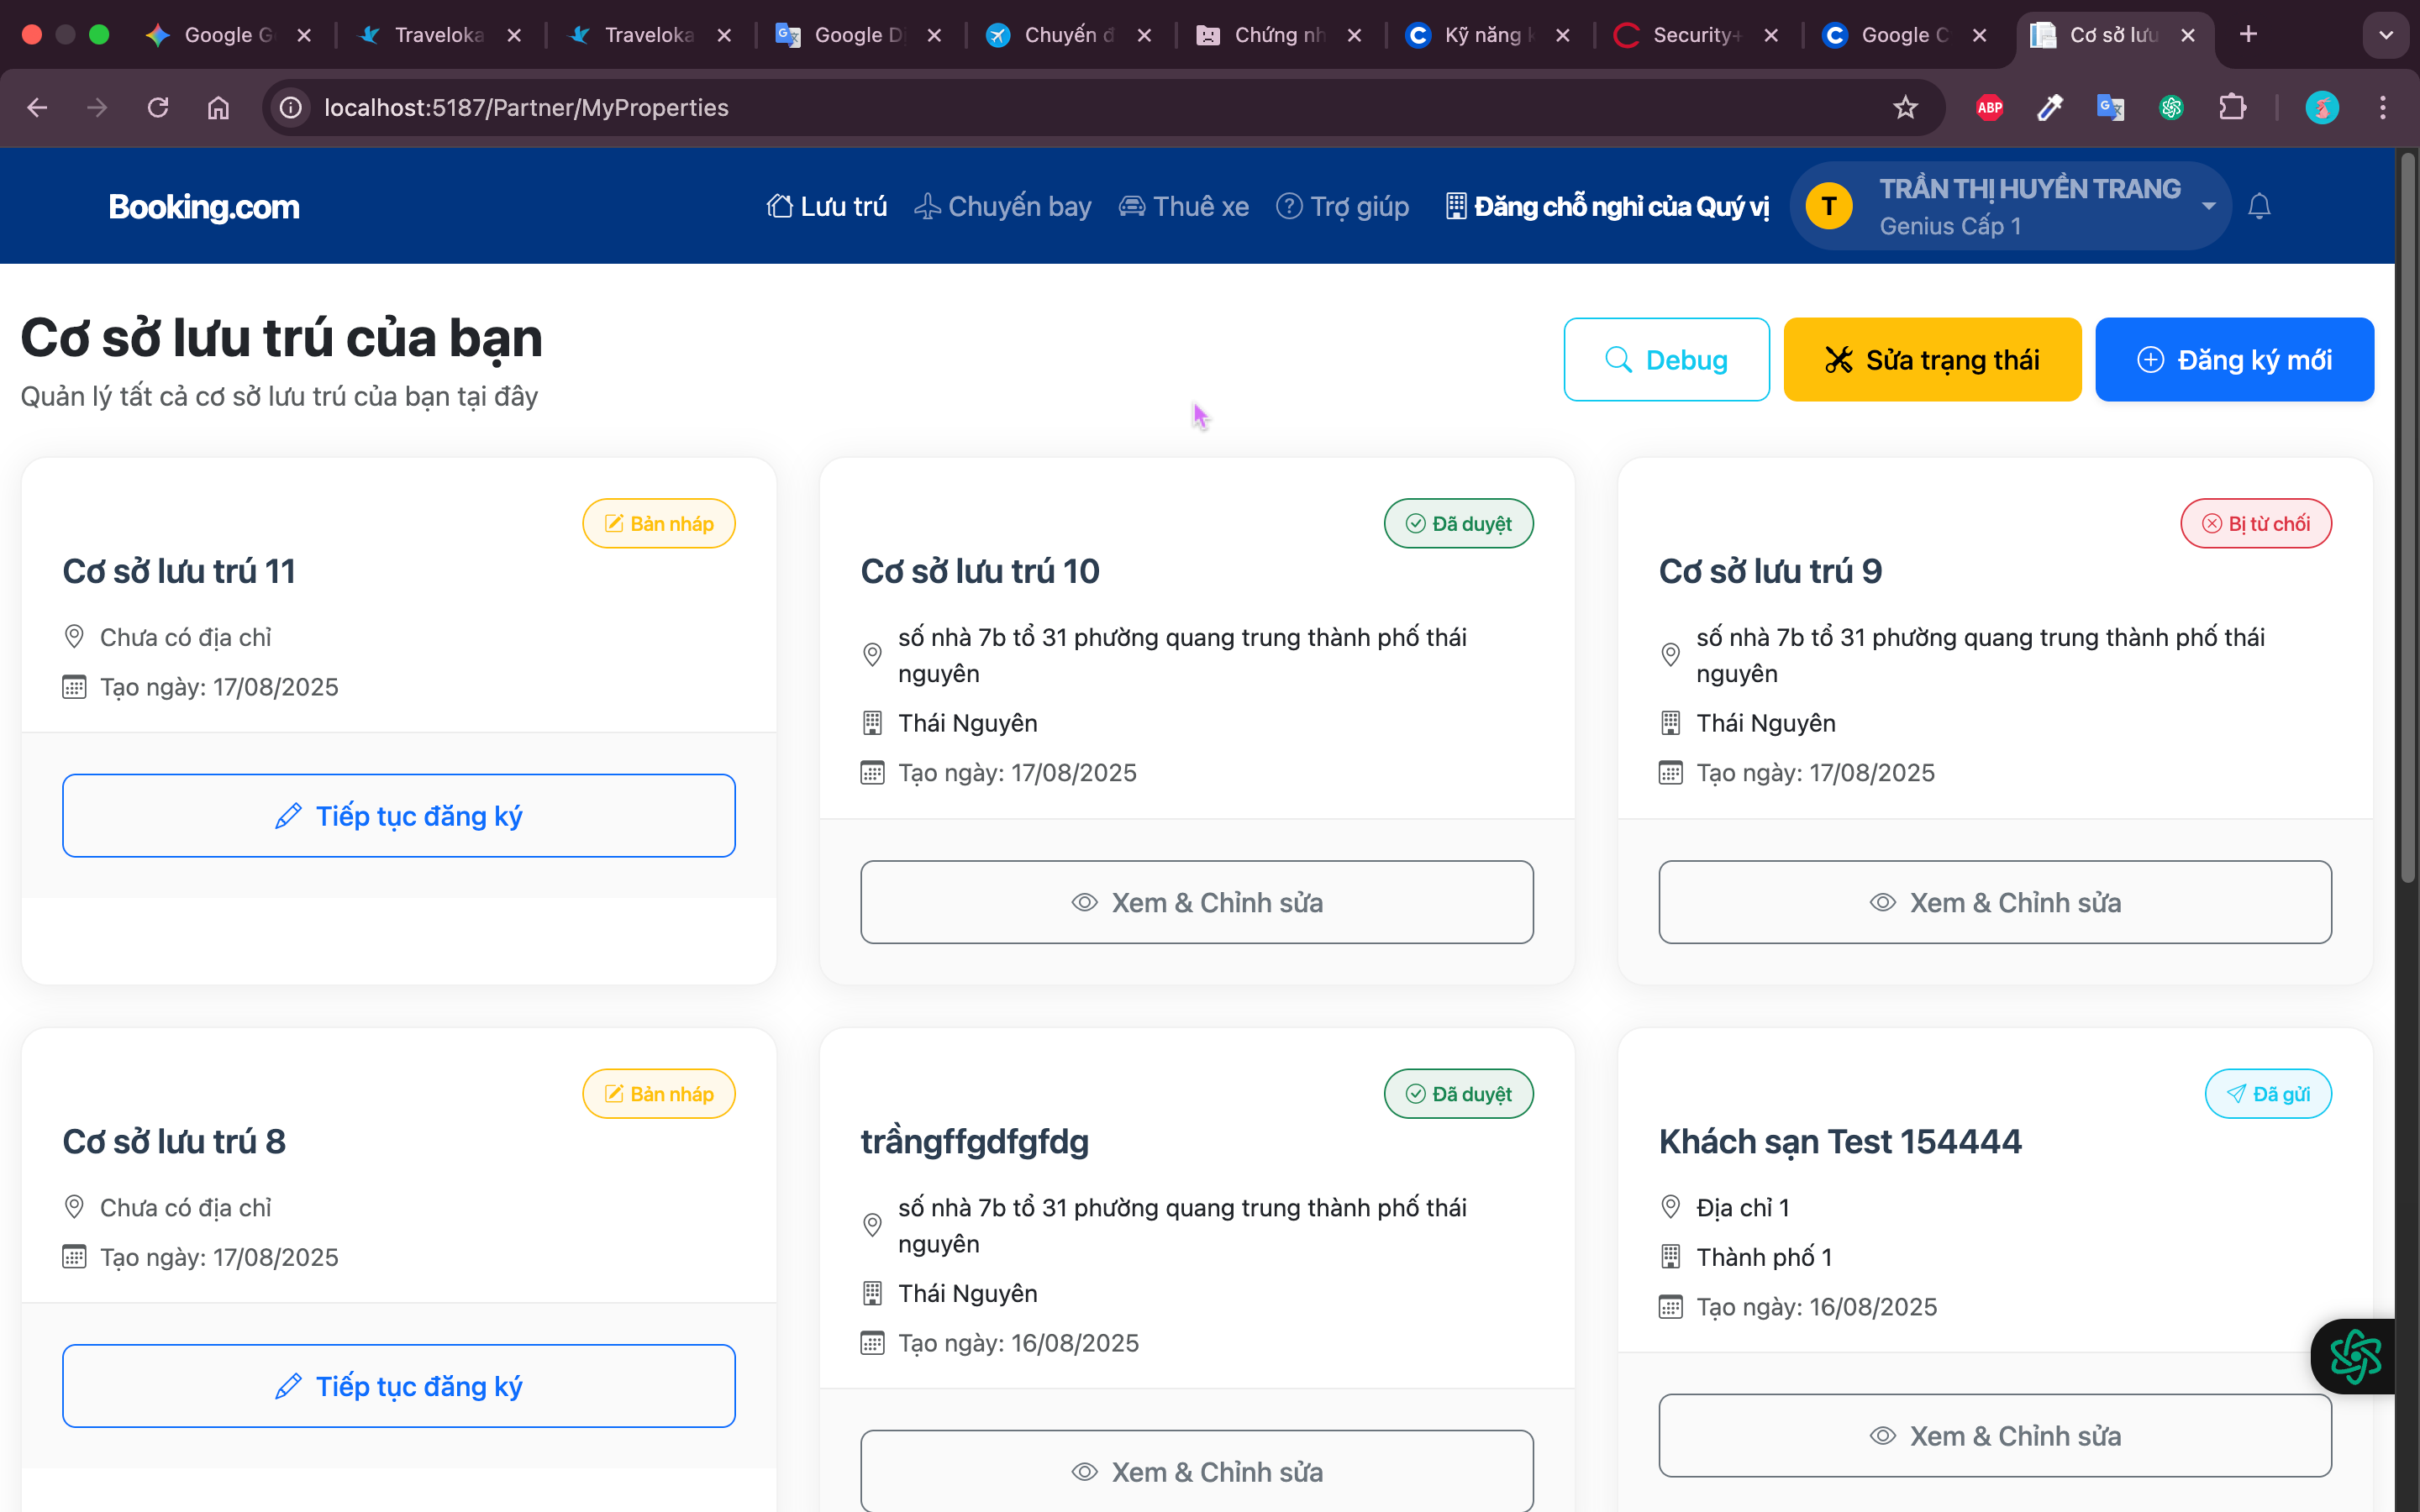 Google G
Traveloka
Traveloka
Google Dị
Chuyến đ
Chứng nh
Kỹ năng k
Security+
Google C
Cơ sở lưu
localhost:5187/Partner/MyProperties
ABP
Booking.com
Lưu trú
Chuyến bay
Thuê xe
Trợ giúp
Đăng chỗ nghỉ của Quý vị
T
TRẦN THỊ HUYỀN TRANG
Genius Cấp 1
Cơ sở lưu trú của bạn
Quản lý tất cả cơ sở lưu trú của bạn tại đây
Debug
Sửa trạng thái
Đăng ký mới
Bản nháp
Cơ sở lưu trú 11
Chưa có địa chỉ
Tạo ngày: 17/08/2025
Tiếp tục đăng ký
Đã duyệt
Cơ sở lưu trú 10
số nhà 7b tổ 31 phường quang trung thành phố thái
nguyên
Thái Nguyên
Tạo ngày: 17/08/2025
Xem & Chỉnh sửa
Bị từ chối
Cơ sở lưu trú 9
số nhà 7b tổ 31 phường quang trung thành phố thái
nguyên
Thái Nguyên
Tạo ngày: 17/08/2025
Xem & Chỉnh sửa
Bản nháp
Cơ sở lưu trú 8
Chưa có địa chỉ
Tạo ngày: 17/08/2025
Tiếp tục đăng ký
Đã duyệt
trầngffgdfgfdg
số nhà 7b tổ 31 phường quang trung thành phố thái
nguyên
Thái Nguyên
Tạo ngày: 16/08/2025
Xem & Chỉnh sửa
Đã gửi
Khách sạn Test 154444
Địa chỉ 1
Thành phố 1
Tạo ngày: 16/08/2025
Xem & Chỉnh sửa